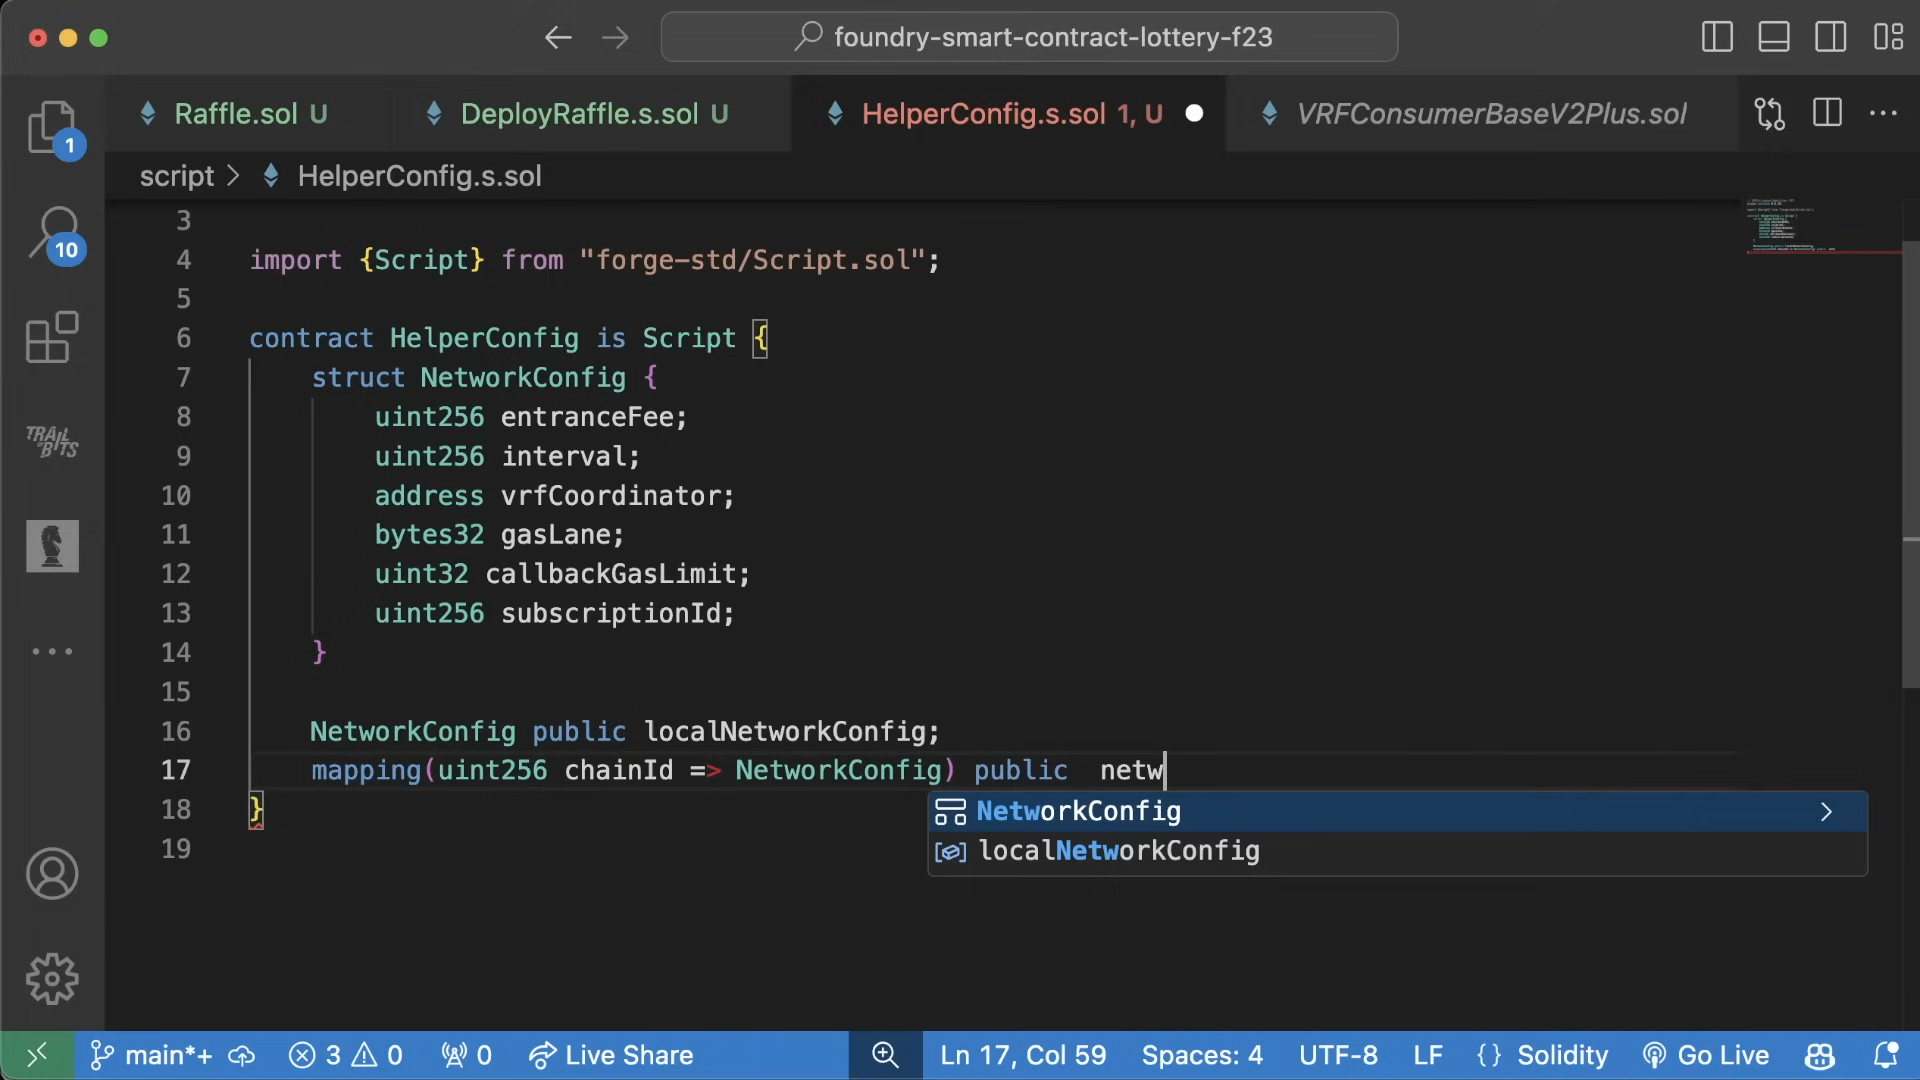 foundry-smart-contract-lottery-f23
Raffle.sol U
DeployRaffle.s.sol U
HelperConfig.s.sol 1, U
VRFConsumerBaseV2Plus.sol
script > HelperConfig.s.sol
1
10
TRAIL OF BITS
3
4 import {Script} from "forge-std/Script.sol";
5
6 contract HelperConfig is Script {
7 struct NetworkConfig {
8 uint256 entranceFee;
9 uint256 interval;
10 address vrfCoordinator;
11 bytes32 gasLane;
12 uint32 callbackGasLimit;
13 uint256 subscriptionId;
14 }
15
16 NetworkConfig public localNetworkConfig;
17 mapping(uint256 chainId => NetworkConfig) public  netw
18 }
19
NetworkConfig
localNetworkConfig
main*+ 3 0 0 Live Share Ln 17, Col 59 Spaces: 4 UTF-8 LF {} Solidity Go Live